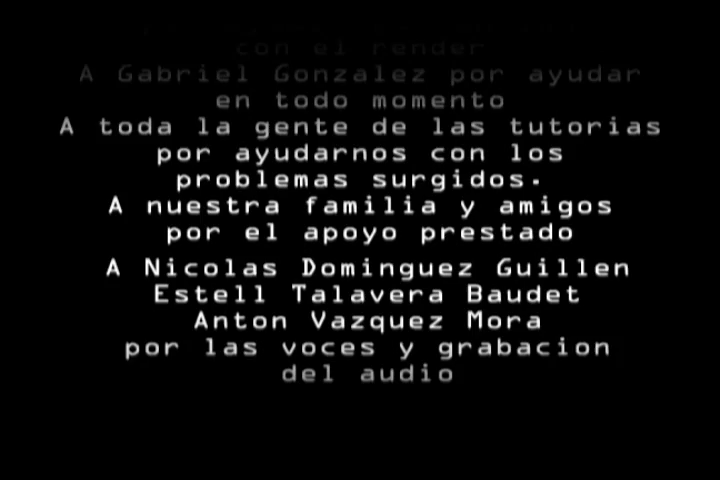 con el render
A Gabriel Gonzalez por ayudar
en todo momento
A toda la gente de las tutorias
por ayudarnos con los
problemas surgidos.
A nuestra familia y amigos
por el apoyo prestado
A Nicolas Dominguez Guillen
Estell Talavera Baudet
Anton Vazquez Mora
por las voces y grabacion
del audio